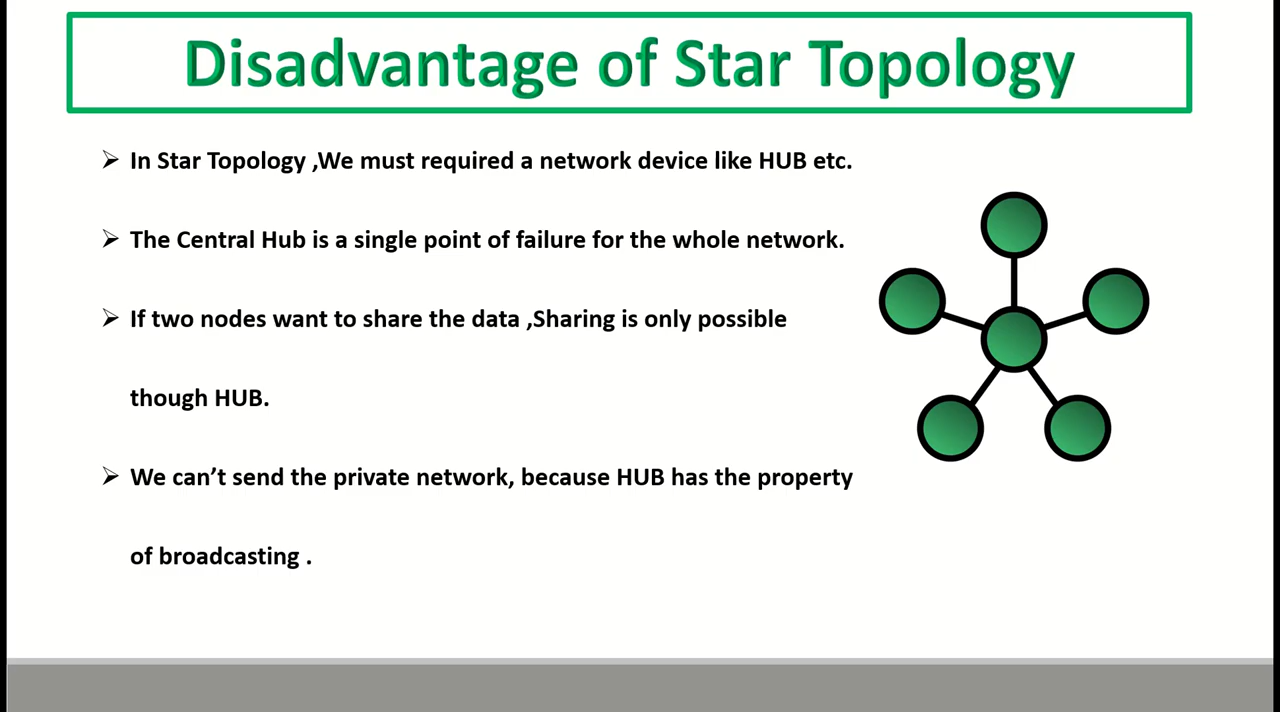 Disadvantage of Star Topology
➢ In Star Topology ,We must required a network device like HUB etc.
➢ The Central Hub is a single point of failure for the whole network.
➢ If two nodes want to share the data ,Sharing is only possible
though HUB.
➢ We can’t send the private network, because HUB has the property
of broadcasting .